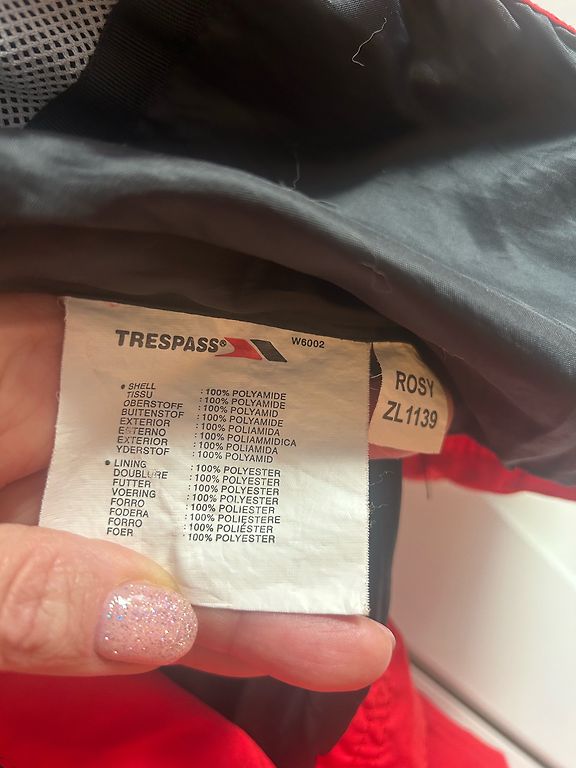 TRESPASS® W6002
• SHELL : 100% POLYAMIDE
TISSU : 100% POLYAMIDE
OBERSTOFF : 100% POLYAMID
BUITENSTOF : 100% POLYAMIDE
EXTERIOR : 100% POLIAMIDA
ESTERNO : 100% POLIAMMIDICA
EXTERIOR : 100% POLIAMIDA
YDERSTOF : 100% POLYAMID
• LINING : 100% POLYESTER
DOUBLURE : 100% POLYESTER
FUTTER : 100% POLYESTER
VOERING : 100% POLYESTER
FORRO : 100% POLIESTER
FODERA : 100% POLIESTERE
FORRO : 100% POLIÉSTER
FOER : 100% POLYESTER
ROSY
ZL1139